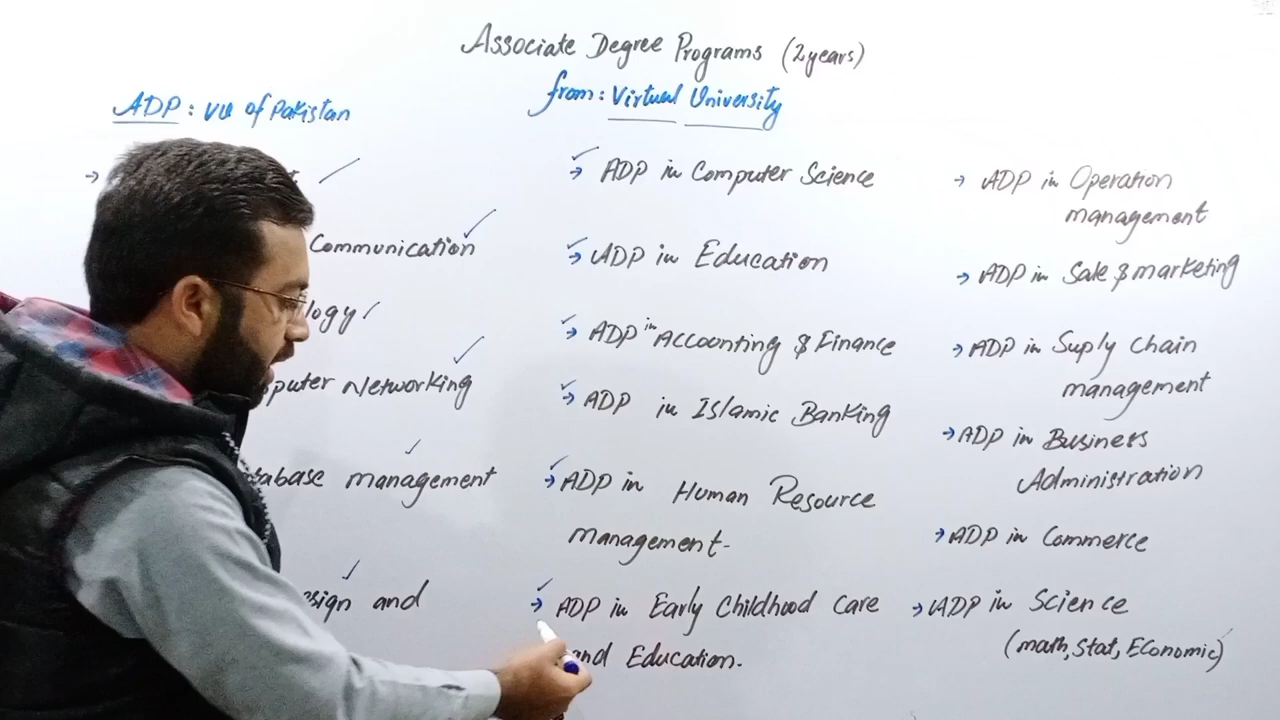 Associate Degree Programs (2years)
from: Virtual University
ADP: VU of Pakistan
→
Communication
logy
puter Networking
tabase management
sign and
→ ADP in Computer Science
→ ADP in Education
→ ADP in Accounting & Finance
→ ADP in Islamic Banking
→ ADP in Human Resource
management.
→ ADP in Early Childhood Care
and Education.
→ ADP in Operation
management
→ ADP in Sale & marketing
→ ADP in Suply Chain
management
→ ADP in Business
Administration
→ ADP in Commerce
→ ADP in Science
(math, Stat, Economic)